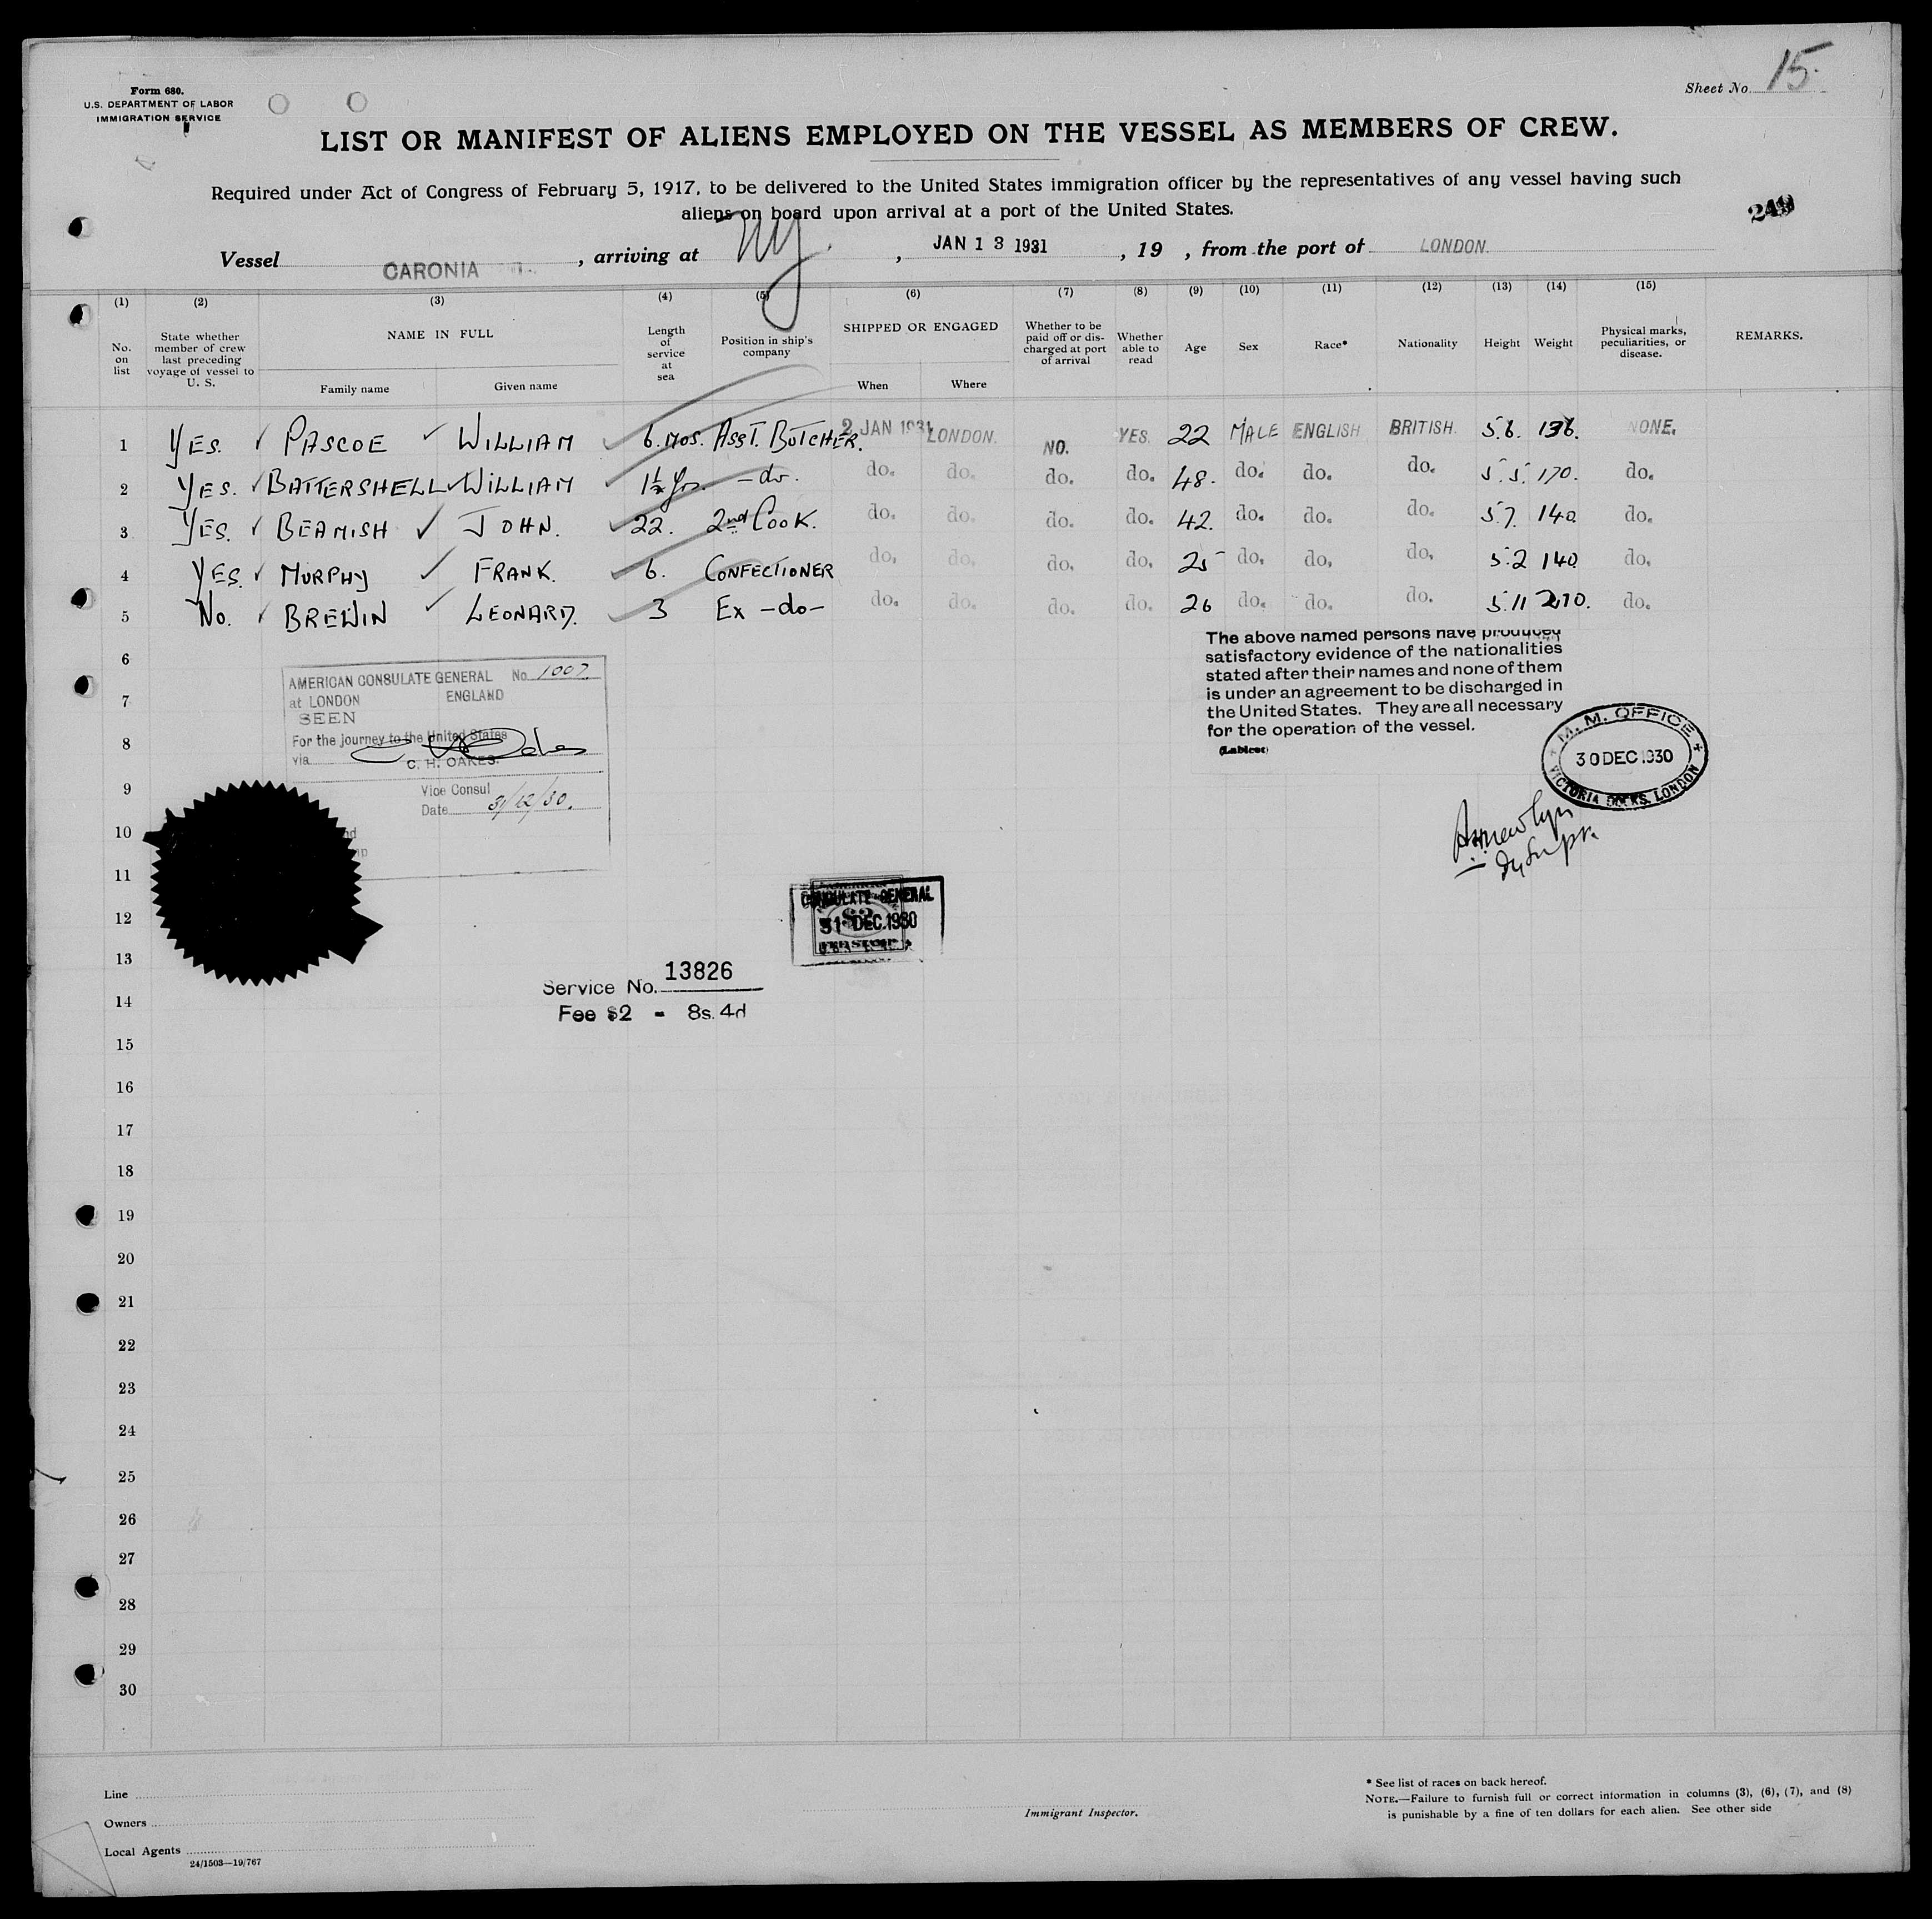 Form 680.
U.S. DEPARTMENT OF LABOR
IMMIGRATION SERVICE
Sheet No. 15.
LIST OR MANIFEST OF ALIENS EMPLOYED ON THE VESSEL AS MEMBERS OF CREW.
Required under Act of Congress of February 5, 1917, to be delivered to the United States immigration officer by the representatives of any vessel having such
aliens on board upon arrival at a port of the United States.
249
Vessel CARONIA , arriving at NY. , JAN 13 1931 , 19 , from the port of LONDON.
(1) (2) (3) (4) (5) (6) (7) (8) (9) (10) (11) (12) (13) (14) (15)
No. on list
State whether member of crew last preceding voyage of vessel to U. S.
NAME IN FULL
Family name
Given name
Length of service at sea
Position in ship's company
SHIPPED OR ENGAGED
When
Where
Whether to be paid off or discharged at port of arrival
Whether able to read
Age
Sex
Race*
Nationality
Height
Weight
Physical marks, peculiarities, or disease.
REMARKS.
1 YES. PASCOE WILLIAM 6. MOS. ASST. BUTCHER. 2 JAN 1931 LONDON. NO. YES. 22 MALE ENGLISH BRITISH. 5.6. 136. NONE.
2 YES. BATTERSHELL WILLIAM 1½ Yrs. -do. do. do. do. do. 48. do. do. do. 5.5. 170. do.
3 YES. BEAMISH JOHN. 22. 2nd COOK. do. do. do. do. 42. do. do. do. 5.7. 140. do.
4 YES. MURPHY FRANK. 6. CONFECTIONER do. do. do. do. 25 do. do. do. 5.2 140. do.
5 No. BREWIN LEONARD. 3 Ex -do- do. do. do. do. 26 do. do. do. 5.11 210. do.
The above named persons have produced
satisfactory evidence of the nationalities
stated after their names and none of them
is under an agreement to be discharged in
the United States. They are all necessary
for the operation of the vessel.
AMERICAN CONSULATE GENERAL No. 1007.
at LONDON ENGLAND
SEEN
For the journey to the United States
via
C. H. OAKES.
Vice Consul
Date 31/12/30.
M. M. OFFICE
30 DEC 1930
VICTORIA DOCKS. LONDON
CONSULATE GENERAL
$2
31 DEC. 1930
Service No. 13826
Fee $2 - 8s. 4d
6
7
8
9
10
11
12
13
14
15
16
17
18
19
20
21
22
23
24
25
26
27
28
29
30
Line
Owners
Local Agents
24/1503—19/767
Immigrant Inspector.
* See list of races on back hereof.
NOTE.—Failure to furnish full or correct information in columns (3), (6), (7), and (8)
is punishable by a fine of ten dollars for each alien. See other side